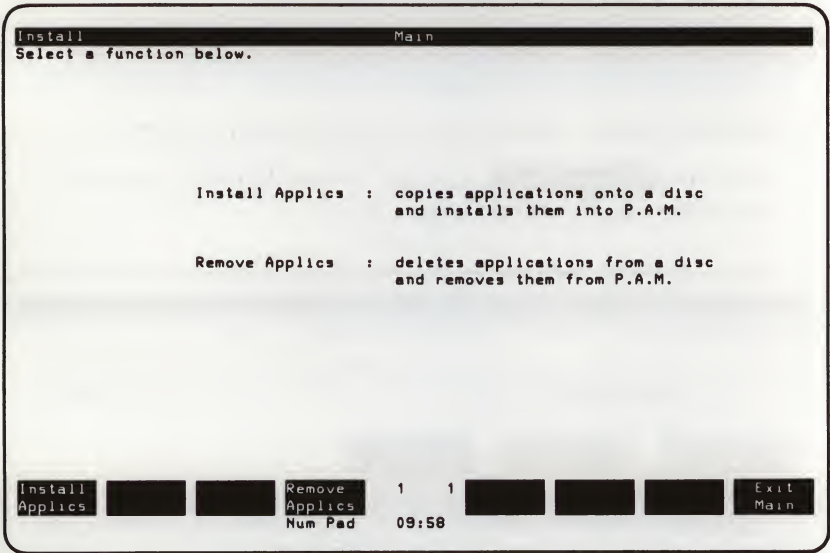 Install Main
Select a function below.
Install Applics : copies applications onto a disc
and installs them into P.A.M.
Remove Applics : deletes applications from a disc
and removes them from P.A.M.
Install Applics
Remove Applics
1 1
Exit Main
Num Pad 09:58